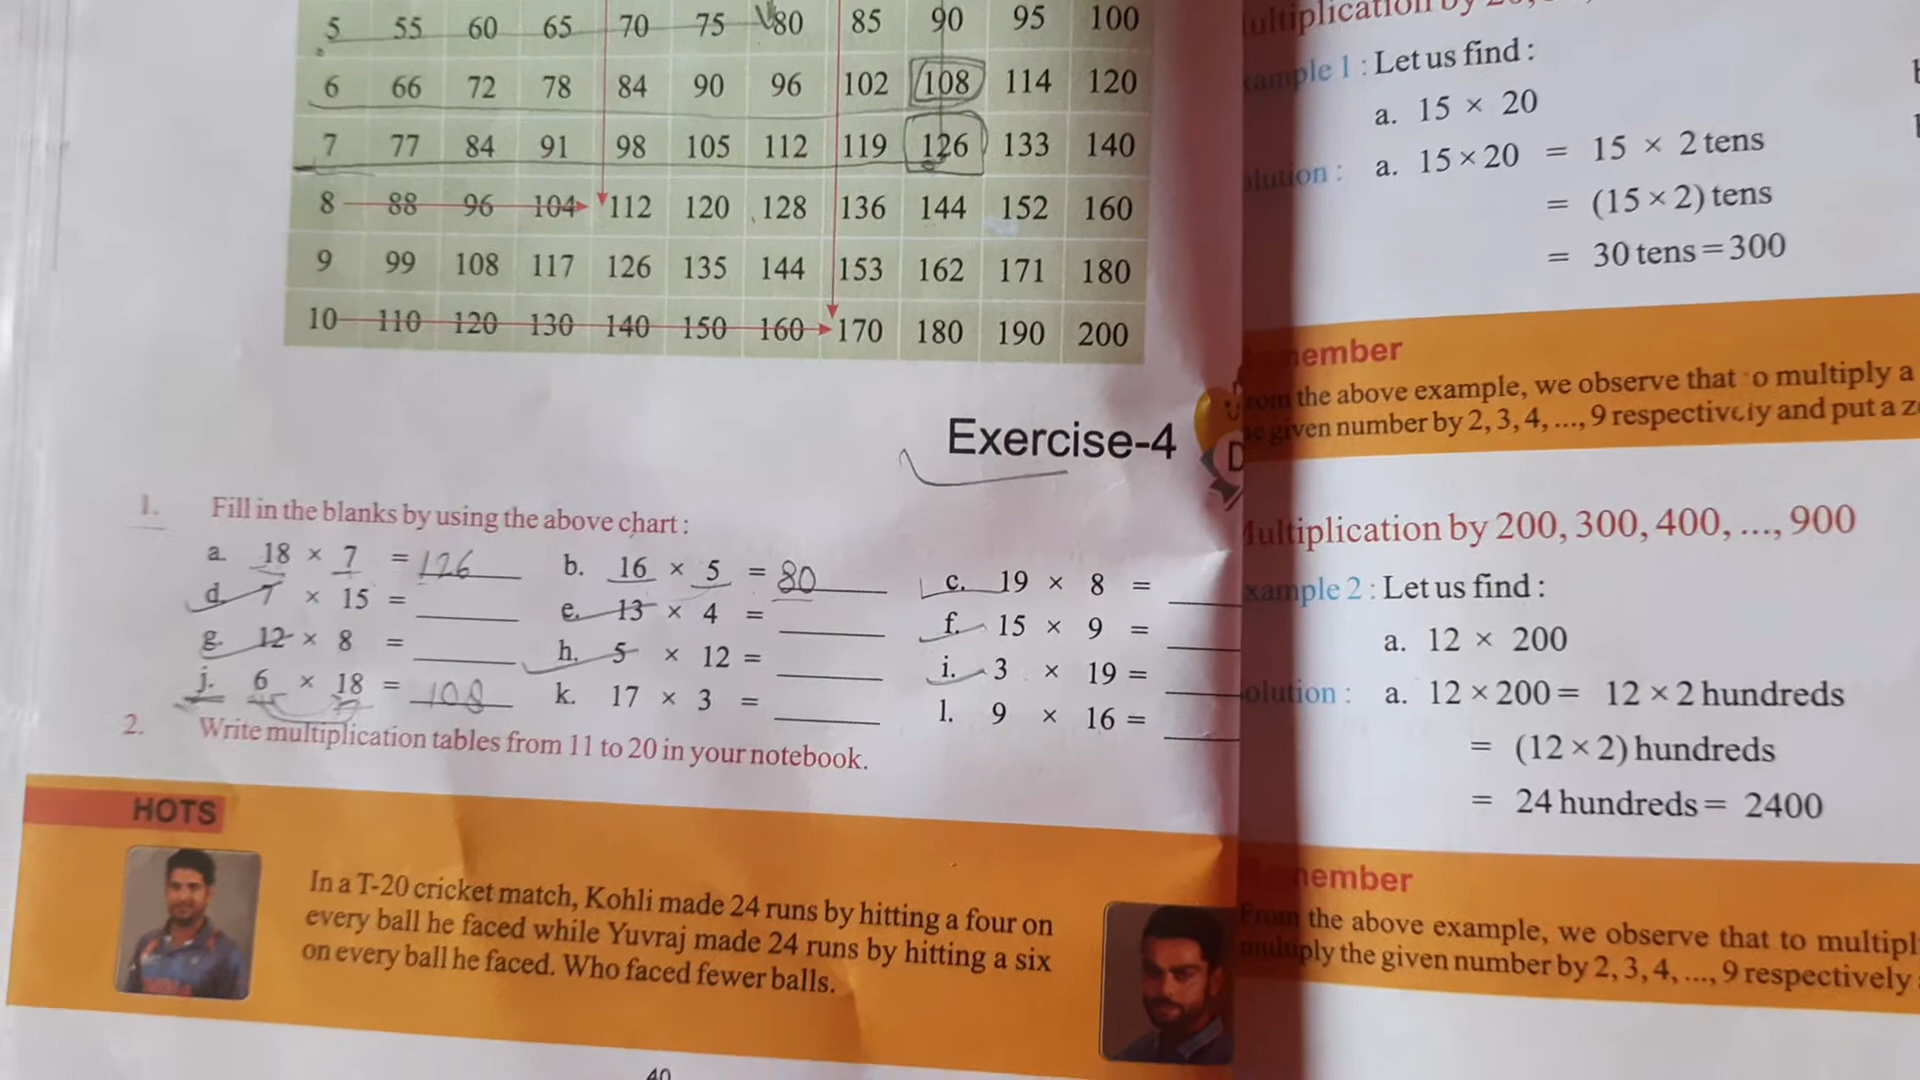 5 55 60 65 70 75 80 85 90 95 100
6 66 72 78 84 90 96 102 108 114 120
7 77 84 91 98 105 112 119 126 133 140
8 88 96 104 112 120 128 136 144 152 160
9 99 108 117 126 135 144 153 162 171 180
10 110 120 130 140 150 160 170 180 190 200
Exercise-4
1. Fill in the blanks by using the above chart :
a. 18 × 7 = 126 b. 16 × 5 = 80 c. 19 × 8 =
d. 7 × 15 = e. 13 × 4 = f. 15 × 9 =
g. 12 × 8 = h. 5 × 12 = i. 3 × 19 =
j. 6 × 18 = 108 k. 17 × 3 = l. 9 × 16 =
2. Write multiplication tables from 11 to 20 in your notebook.
HOTS
In a T-20 cricket match, Kohli made 24 runs by hitting a four on
every ball he faced while Yuvraj made 24 runs by hitting a six
on every ball he faced. Who faced fewer balls.
40
ultiplication by
ample 1 : Let us find :
a. 15 × 20
olution : a. 15 × 20 = 15 × 2 tens
= (15 × 2) tens
= 30 tens = 300
ember
rom the above example, we observe that o multiply a
he given number by 2, 3, 4, ..., 9 respectively and put a z
Multiplication by 200, 300, 400, ..., 900
xample 2 : Let us find :
a. 12 × 200
olution : a. 12 × 200 = 12 × 2 hundreds
= (12 × 2) hundreds
= 24 hundreds = 2400
ember
From the above example, we observe that to multipl
multiply the given number by 2, 3, 4, ..., 9 respectively